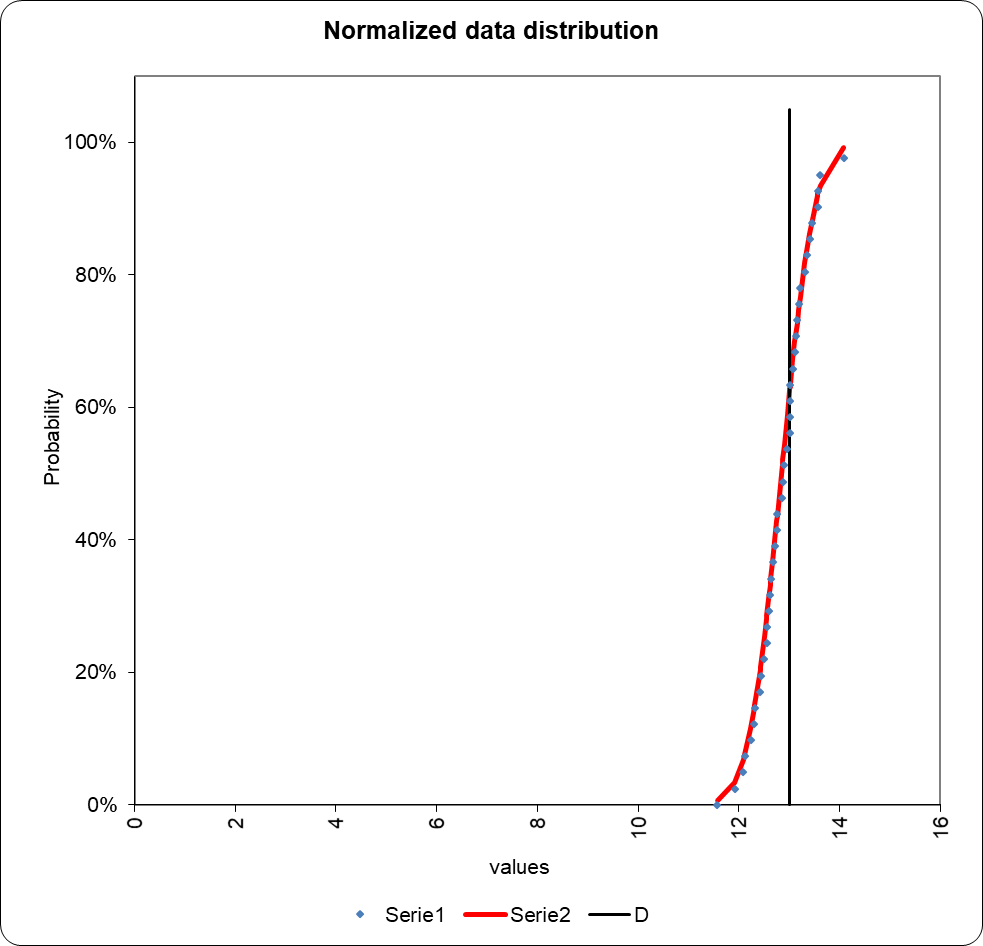 Normalized data distribution
100%
80%
60%
40%
20%
0%
Probability
0 2 4 6 8 10 12 14 16
values
Serie1 Serie2 D